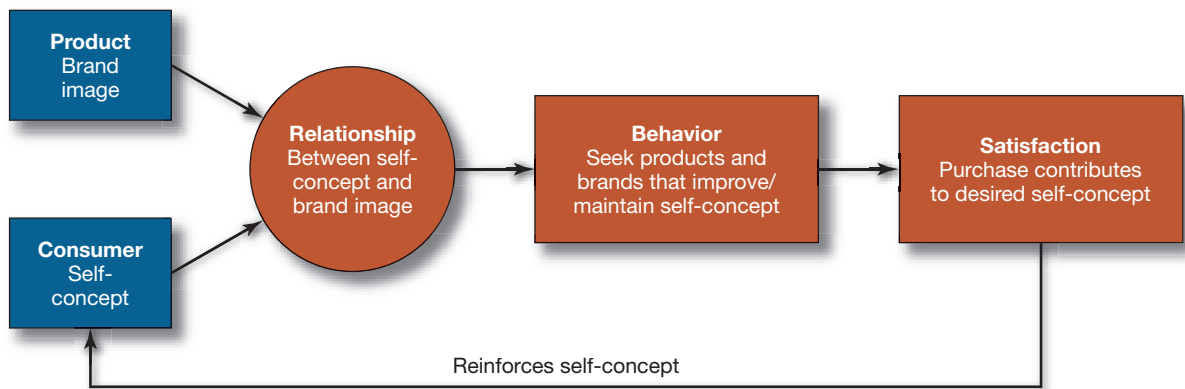 Product
Brand
image
Relationship
Between self-
concept and
brand image
Behavior
Seek products and
brands that improve/
maintain self-concept
Satisfaction
Purchase contributes
to desired self-concept
Consumer
Self-
concept
Reinforces self-concept